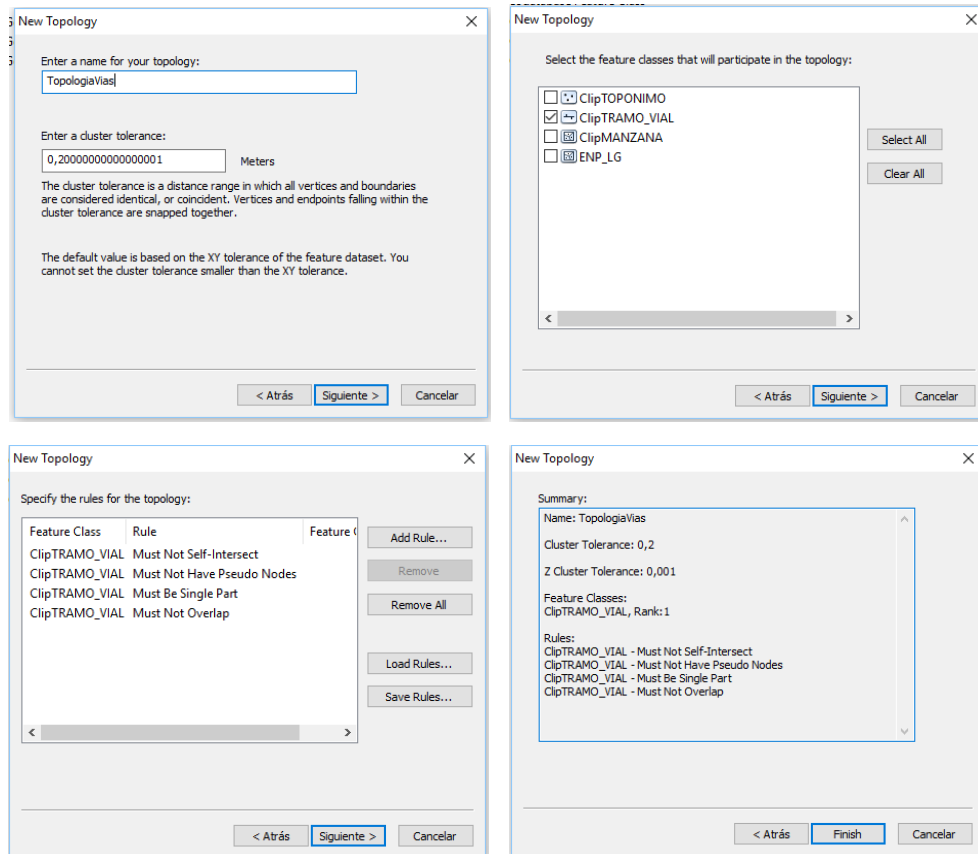 New Topology
Enter a name for your topology:
TopologiaVias
Enter a cluster tolerance:
0,20000000000000001 Meters
The cluster tolerance is a distance range in which all vertices and boundaries
are considered identical, or coincident. Vertices and endpoints falling within the
cluster tolerance are snapped together.
The default value is based on the XY tolerance of the feature dataset. You
cannot set the cluster tolerance smaller than the XY tolerance.
< Atrás Siguiente > Cancelar
New Topology
Select the feature classes that will participate in the topology:
ClipTOPONIMO
ClipTRAMO_VIAL
ClipMANZANA
ENP_LG
Select All
Clear All
< Atrás Siguiente > Cancelar
New Topology
Specify the rules for the topology:
Feature Class Rule Feature (
ClipTRAMO_VIAL Must Not Self-Intersect
ClipTRAMO_VIAL Must Not Have Pseudo Nodes
ClipTRAMO_VIAL Must Be Single Part
ClipTRAMO_VIAL Must Not Overlap
Add Rule...
Remove
Remove All
Load Rules...
Save Rules...
< Atrás Siguiente > Cancelar
New Topology
Summary:
Name: TopologiaVias
Cluster Tolerance: 0,2
Z Cluster Tolerance: 0,001
Feature Classes:
ClipTRAMO_VIAL, Rank:1
Rules:
ClipTRAMO_VIAL - Must Not Self-Intersect
ClipTRAMO_VIAL - Must Not Have Pseudo Nodes
ClipTRAMO_VIAL - Must Be Single Part
ClipTRAMO_VIAL - Must Not Overlap
< Atrás Finish Cancelar